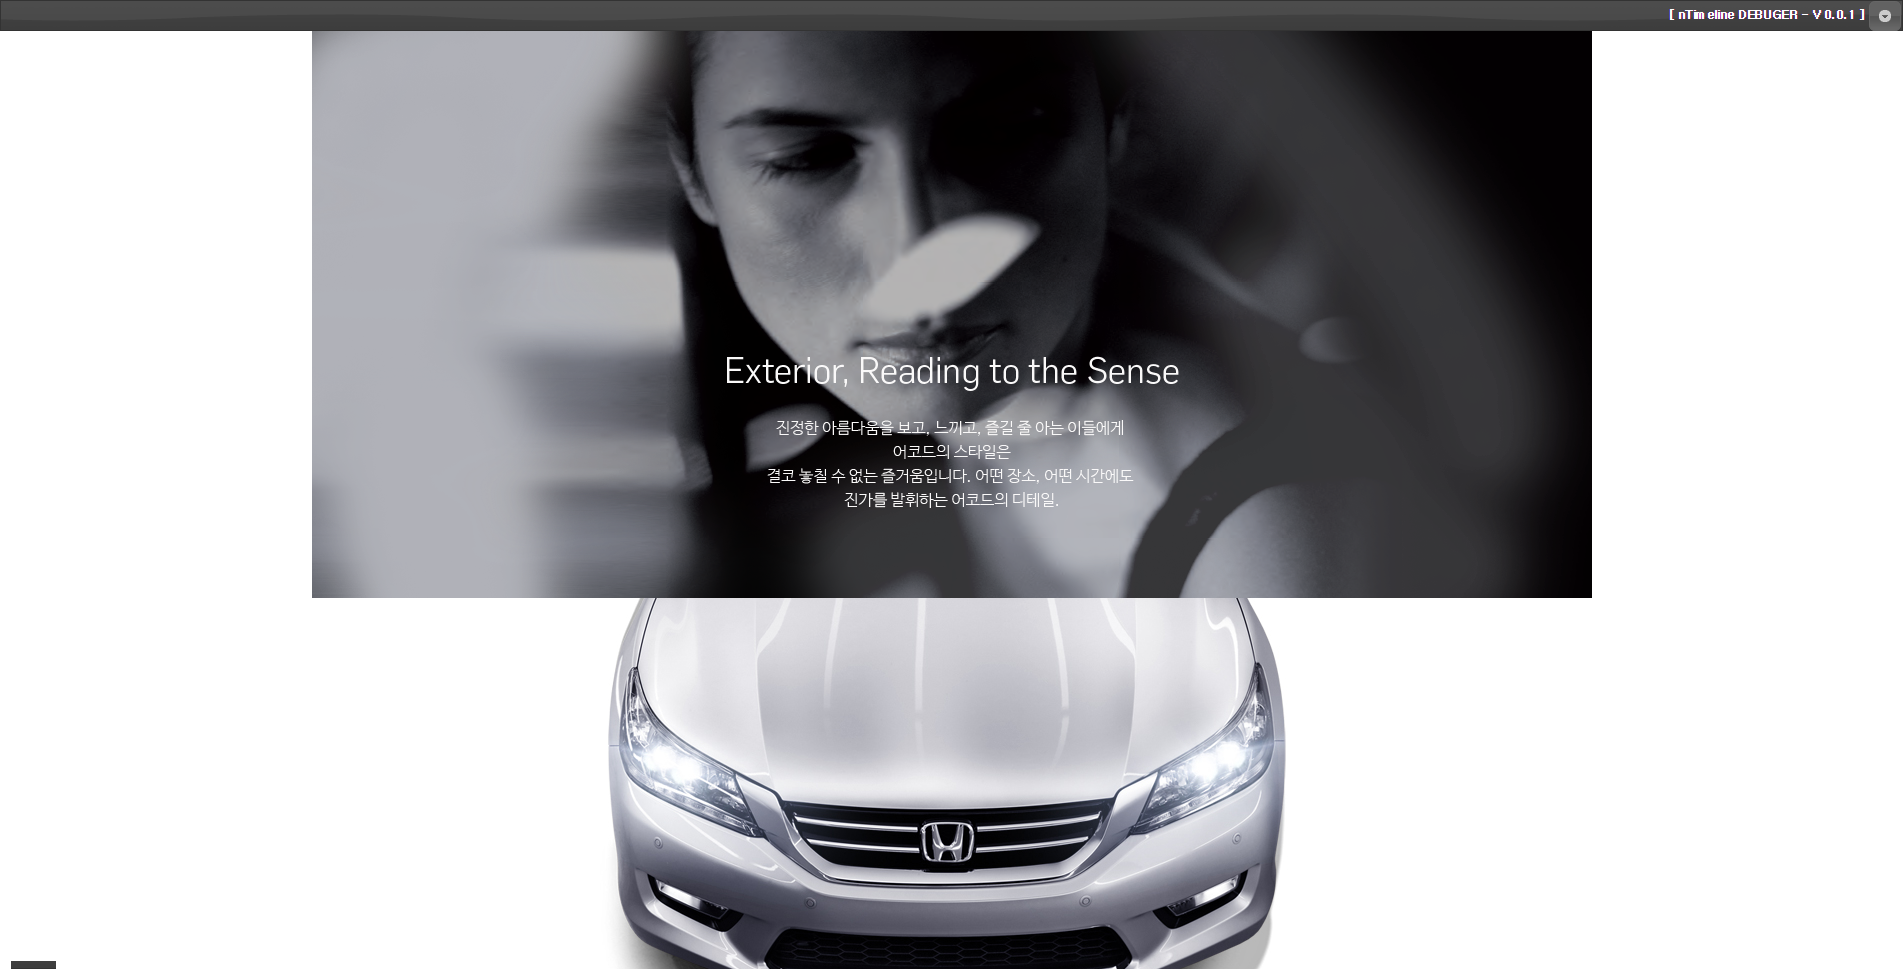 [ nTimeline DEBUGER - V 0.0.1 ]
Exterior, Reading to the Sense
진정한 아름다움을 보고, 느끼고, 즐길 줄 아는 이들에게
어코드의 스타일은
결코 놓칠 수 없는 즐거움입니다. 어떤 장소, 어떤 시간에도
진가를 발휘하는 어코드의 디테일.